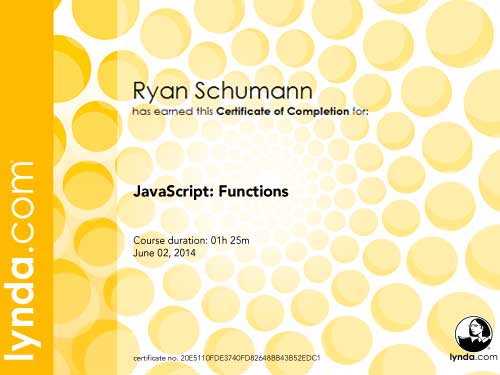 lynda.com
Ryan Schumann
has earned this Certificate of Completion for:
JavaScript: Functions
Course duration: 01h 25m
June 02, 2014
certificate no. 20E5110FDE3740FD82648BB43B52EDC1
lynda.com